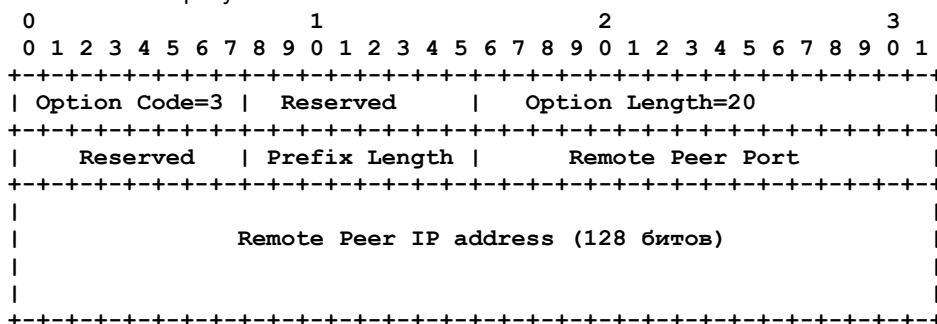 0 1 2 3
0 1 2 3 4 5 6 7 8 9 0 1 2 3 4 5 6 7 8 9 0 1 2 3 4 5 6 7 8 9 0 1
+-+-+-+-+-+-+-+-+-+-+-+-+-+-+-+-+-+-+-+-+-+-+-+-+-+-+-+-+-+-+-+-+
| Option Code=3 | Reserved | Option Length=20 |
+-+-+-+-+-+-+-+-+-+-+-+-+-+-+-+-+-+-+-+-+-+-+-+-+-+-+-+-+-+-+-+-+
| Reserved | Prefix Length | Remote Peer Port |
+-+-+-+-+-+-+-+-+-+-+-+-+-+-+-+-+-+-+-+-+-+-+-+-+-+-+-+-+-+-+-+-+
| |
| Remote Peer IP address (128 битов) |
| |
| |
+-+-+-+-+-+-+-+-+-+-+-+-+-+-+-+-+-+-+-+-+-+-+-+-+-+-+-+-+-+-+-+-+